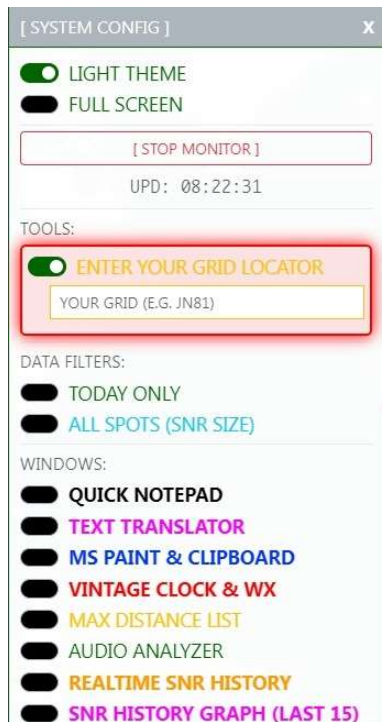 [ SYSTEM CONFIG ] X
LIGHT THEME
FULL SCREEN
[ STOP MONITOR ]
UPD: 08:22:31
TOOLS:
ENTER YOUR GRID LOCATOR
YOUR GRID (E.G. JN81)
DATA FILTERS:
TODAY ONLY
ALL SPOTS (SNR SIZE)
WINDOWS:
QUICK NOTEPAD
TEXT TRANSLATOR
MS PAINT & CLIPBOARD
VINTAGE CLOCK & WX
MAX DISTANCE LIST
AUDIO ANALYZER
REALTIME SNR HISTORY
SNR HISTORY GRAPH (LAST 15)